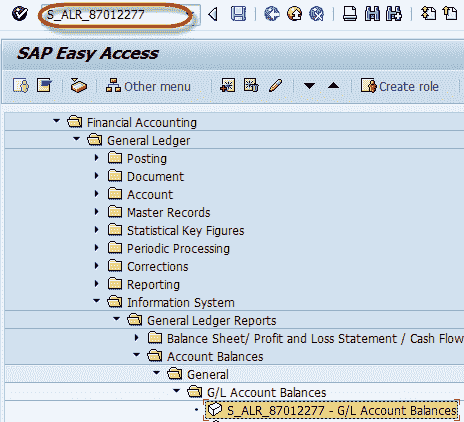 S_ALR_87012277
SAP Easy Access
Other menu
Create role
Financial Accounting
General Ledger
Posting
Document
Account
Master Records
Statistical Key Figures
Periodic Processing
Corrections
Reporting
Information System
General Ledger Reports
Balance Sheet/ Profit and Loss Statement / Cash Flow
Account Balances
General
G/L Account Balances
S_ALR_87012277 - G/L Account Balances